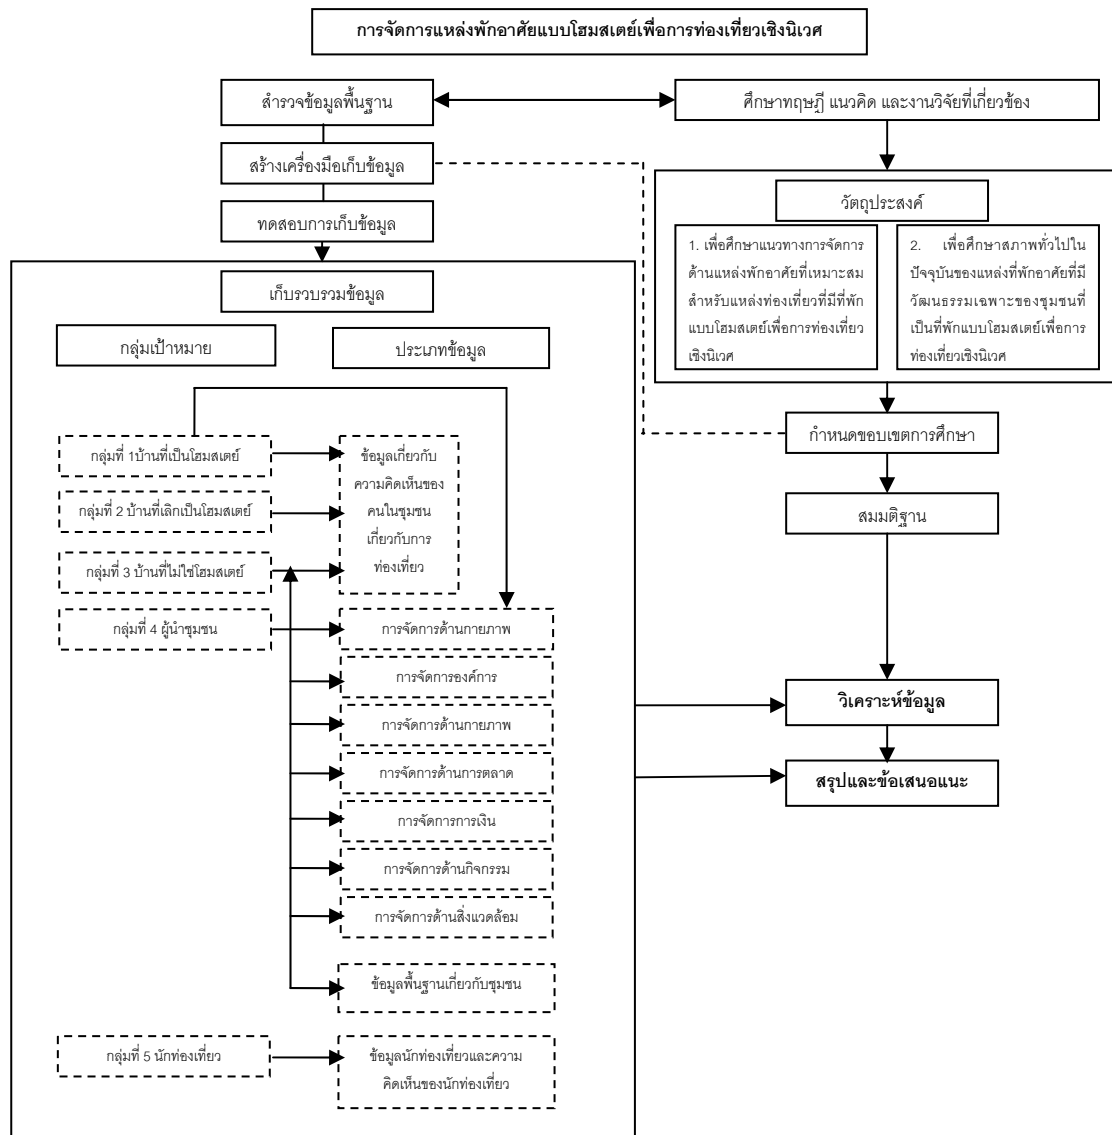 การจัดการแหล่งพักอาศัยแบบโฮมสเตย์เพื่อการท่องเที่ยวเชิงนิเวศ
สำรวจข้อมูลพื้นฐาน
ศึกษาทฤษฎี แนวคิด และงานวิจัยที่เกี่ยวข้อง
สร้างเครื่องมือเก็บข้อมูล
ทดสอบการเก็บข้อมูล
วัตถุประสงค์
1. เพื่อศึกษาแนวทางการจัดการ
ด้านแหล่งพักอาศัยที่เหมาะสม
สำหรับแหล่งท่องเที่ยวที่มีที่พัก
แบบโฮมสเตย์เพื่อการท่องเที่ยว
เชิงนิเวศ
2. เพื่อศึกษาสภาพทั่วไปใน
ปัจจุบันของแหล่งที่พักอาศัยที่มี
วัฒนธรรมเฉพาะของชุมชนที่
เป็นที่พักแบบโฮมสเตย์เพื่อการ
ท่องเที่ยวเชิงนิเวศ
เก็บรวบรวมข้อมูล
กลุ่มเป้าหมาย
ประเภทข้อมูล
กำหนดขอบเขตการศึกษา
สมมติฐาน
กลุ่มที่ 1บ้านที่เป็นโฮมสเตย์
กลุ่มที่ 2 บ้านที่เลิกเป็นโฮมสเตย์
กลุ่มที่ 3 บ้านที่ไม่ใช่โฮมสเตย์
กลุ่มที่ 4 ผู้นำชุมชน
ข้อมูลเกี่ยวกับ
ความคิดเห็นของ
คนในชุมชน
เกี่ยวกับการ
ท่องเที่ยว
การจัดการด้านกายภาพ
การจัดการองค์การ
การจัดการด้านกายภาพ
การจัดการด้านการตลาด
การจัดการการเงิน
การจัดการด้านกิจกรรม
การจัดการด้านสิ่งแวดล้อม
ข้อมูลพื้นฐานเกี่ยวกับชุมชน
วิเคราะห์ข้อมูล
สรุปและข้อเสนอแนะ
กลุ่มที่ 5 นักท่องเที่ยว
ข้อมูลนักท่องเที่ยวและความ
คิดเห็นของนักท่องเที่ยว